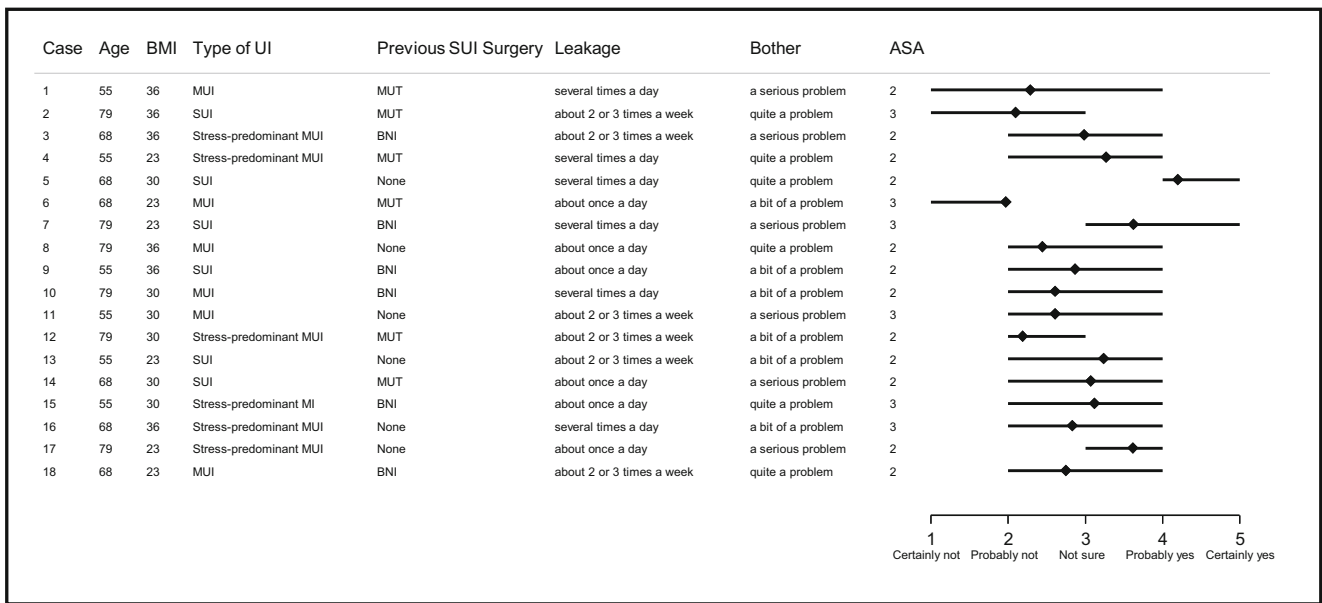 Case Age BMI Type of UI Previous SUI Surgery Leakage Bother ASA
1 55 36 MUI MUT several times a day a serious problem 2
2 79 36 SUI MUT about 2 or 3 times a week quite a problem 3
3 68 36 Stress-predominant MUI BNI about 2 or 3 times a week a serious problem 2
4 55 23 Stress-predominant MUI MUT several times a day quite a problem 2
5 68 30 SUI None several times a day quite a problem 2
6 68 23 MUI MUT about once a day a bit of a problem 3
7 79 23 SUI BNI several times a day a serious problem 3
8 79 36 MUI None about once a day quite a problem 2
9 55 36 SUI BNI about once a day a bit of a problem 2
10 79 30 MUI BNI several times a day a bit of a problem 2
11 55 30 MUI None about 2 or 3 times a week a serious problem 3
12 79 30 Stress-predominant MUI MUT about 2 or 3 times a week a bit of a problem 2
13 55 23 SUI None about 2 or 3 times a week a bit of a problem 2
14 68 30 SUI MUT about once a day a serious problem 2
15 55 30 Stress-predominant MI BNI about once a day quite a problem 3
16 68 36 Stress-predominant MUI None several times a day a bit of a problem 3
17 79 23 Stress-predominant MUI None about once a day a serious problem 2
18 68 23 MUI BNI about 2 or 3 times a week quite a problem 2
1 2 3 4 5
Certainly not Probably not Not sure Probably yes Certainly yes